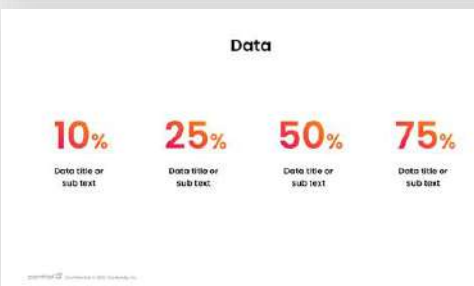 Data
10% 25% 50% 75%
Data title or Data title or Data title or Data title or
sub text sub text sub text sub text